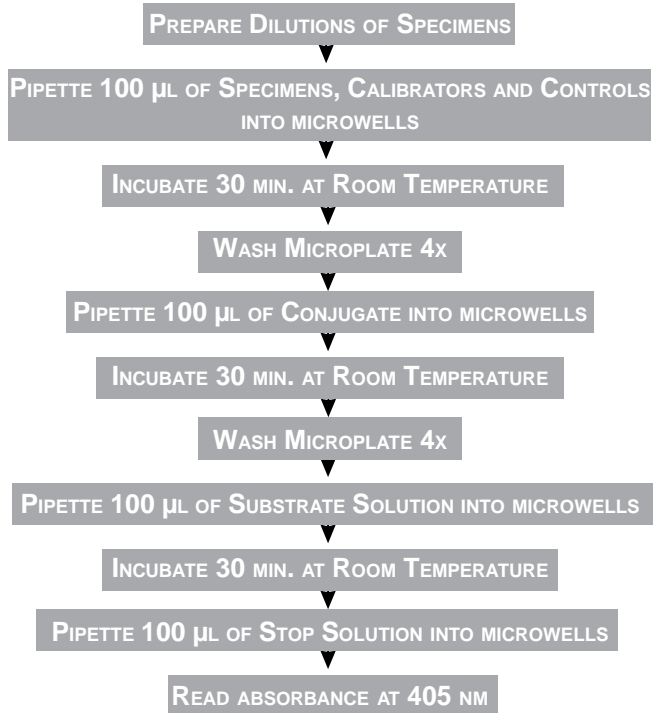 Prepare Dilutions of Specimens
Pipette 100 µl of Specimens, Calibrators and Controls
into microwells
Incubate 30 min. at Room Temperature
Wash Microplate 4x
Pipette 100 µl of Conjugate into microwells
Incubate 30 min. at Room Temperature
Wash Microplate 4x
Pipette 100 µl of Substrate Solution into microwells
Incubate 30 min. at Room Temperature
Pipette 100 µl of Stop Solution into microwells
Read absorbance at 405 nm